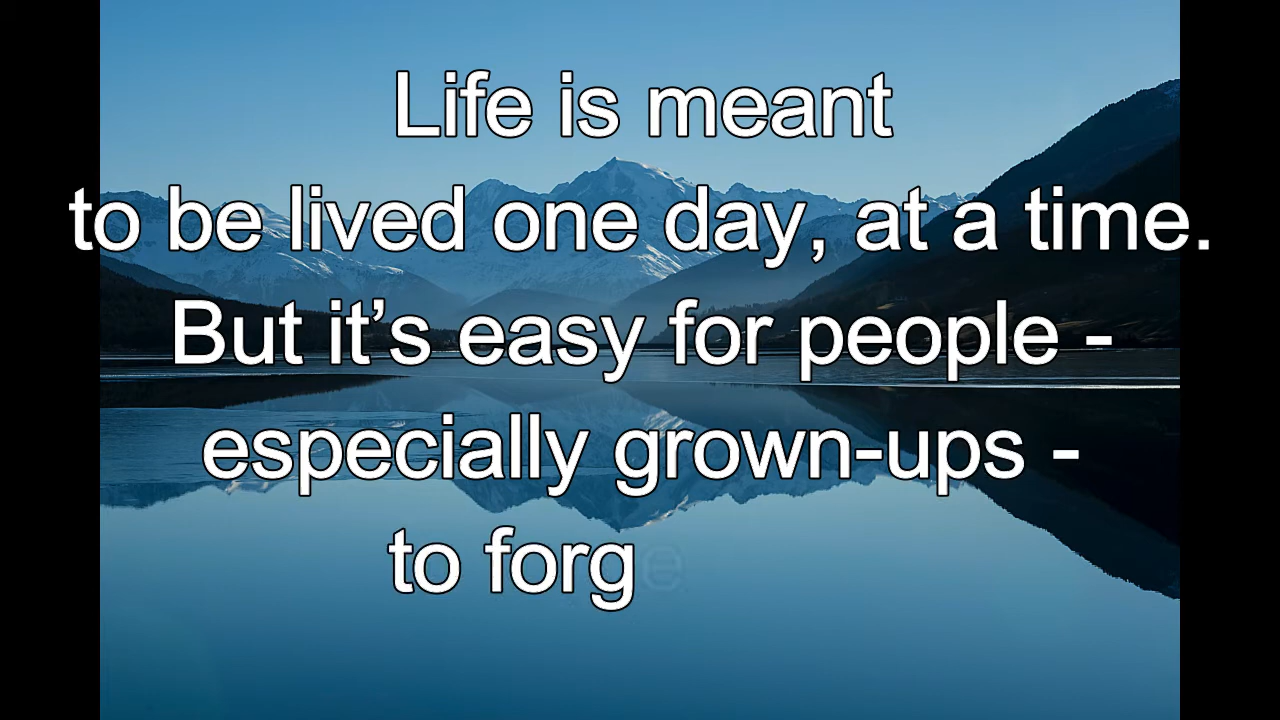 Life is meant
to be lived one day, at a time.
But it’s easy for people -
especially grown-ups -
to forge